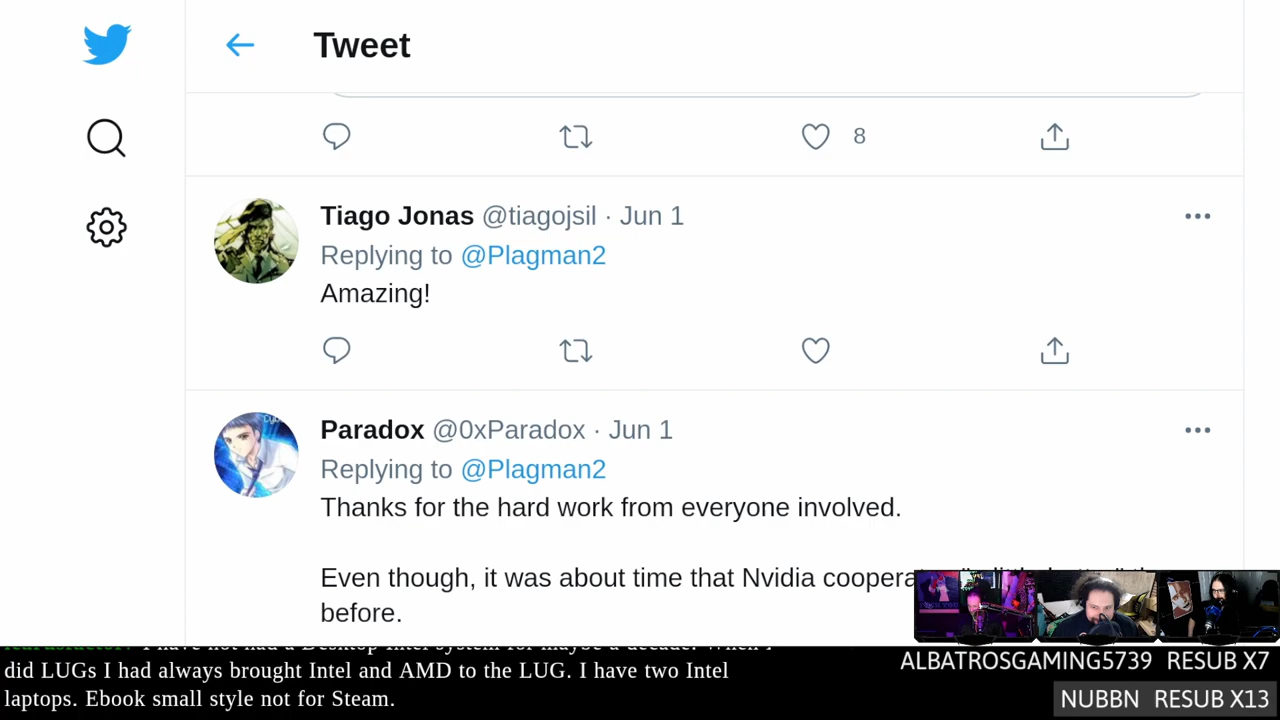 Tweet
8
Tiago Jonas @tiagojsil · Jun 1
Replying to @Plagman2
Amazing!
Paradox @0xParadox · Jun 1
Replying to @Plagman2
Thanks for the hard work from everyone involved.
Even though, it was about time that Nvidia
before.
did LUGs I had always brought Intel and AMD to the LUG. I have two Intel
laptops. Ebook small style not for Steam.
ALBATROSGAMING5739 RESUB X7
NUBBN RESUB X13